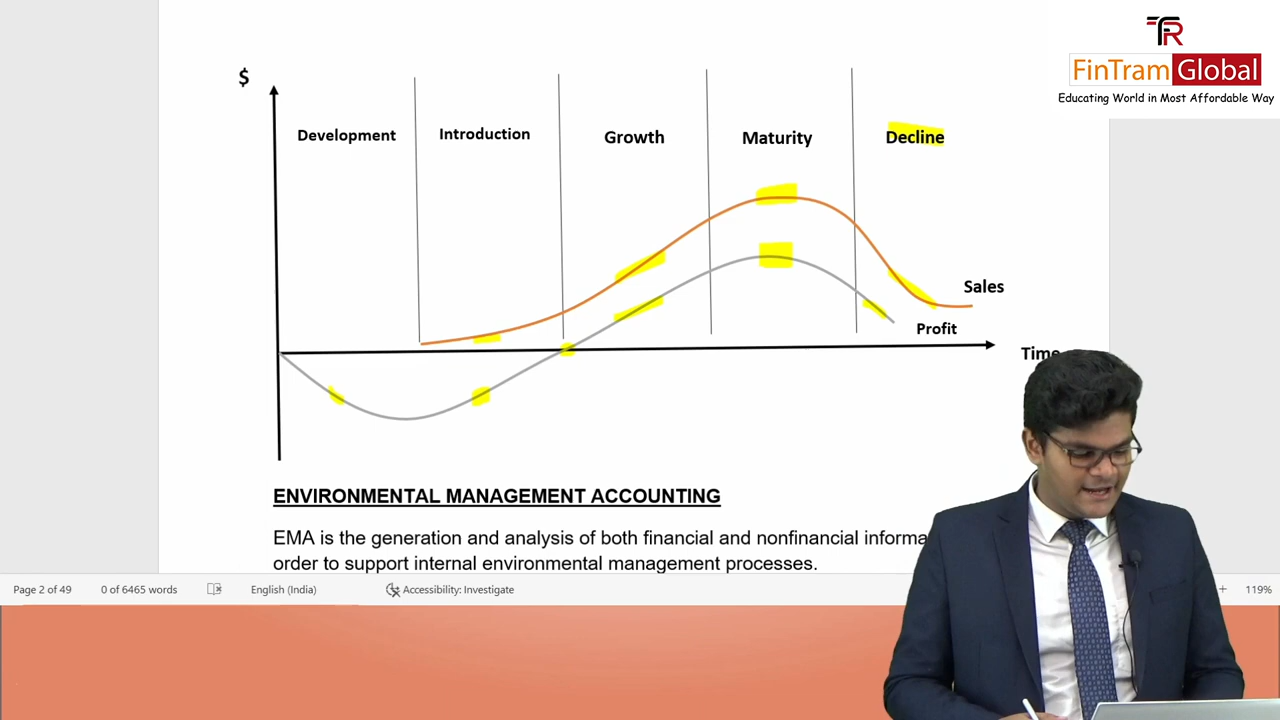 TR
FinTram Global
Educating World in Most Affordable Way
$
Development
Introduction
Growth
Maturity
Decline
Sales
Profit
Time
ENVIRONMENTAL MANAGEMENT ACCOUNTING
EMA is the generation and analysis of both financial and nonfinancial
order to support internal environmental management processes.
Page 2 of 49
0 of 6465 words
English (India)
Accessibility: Investigate
+
119%